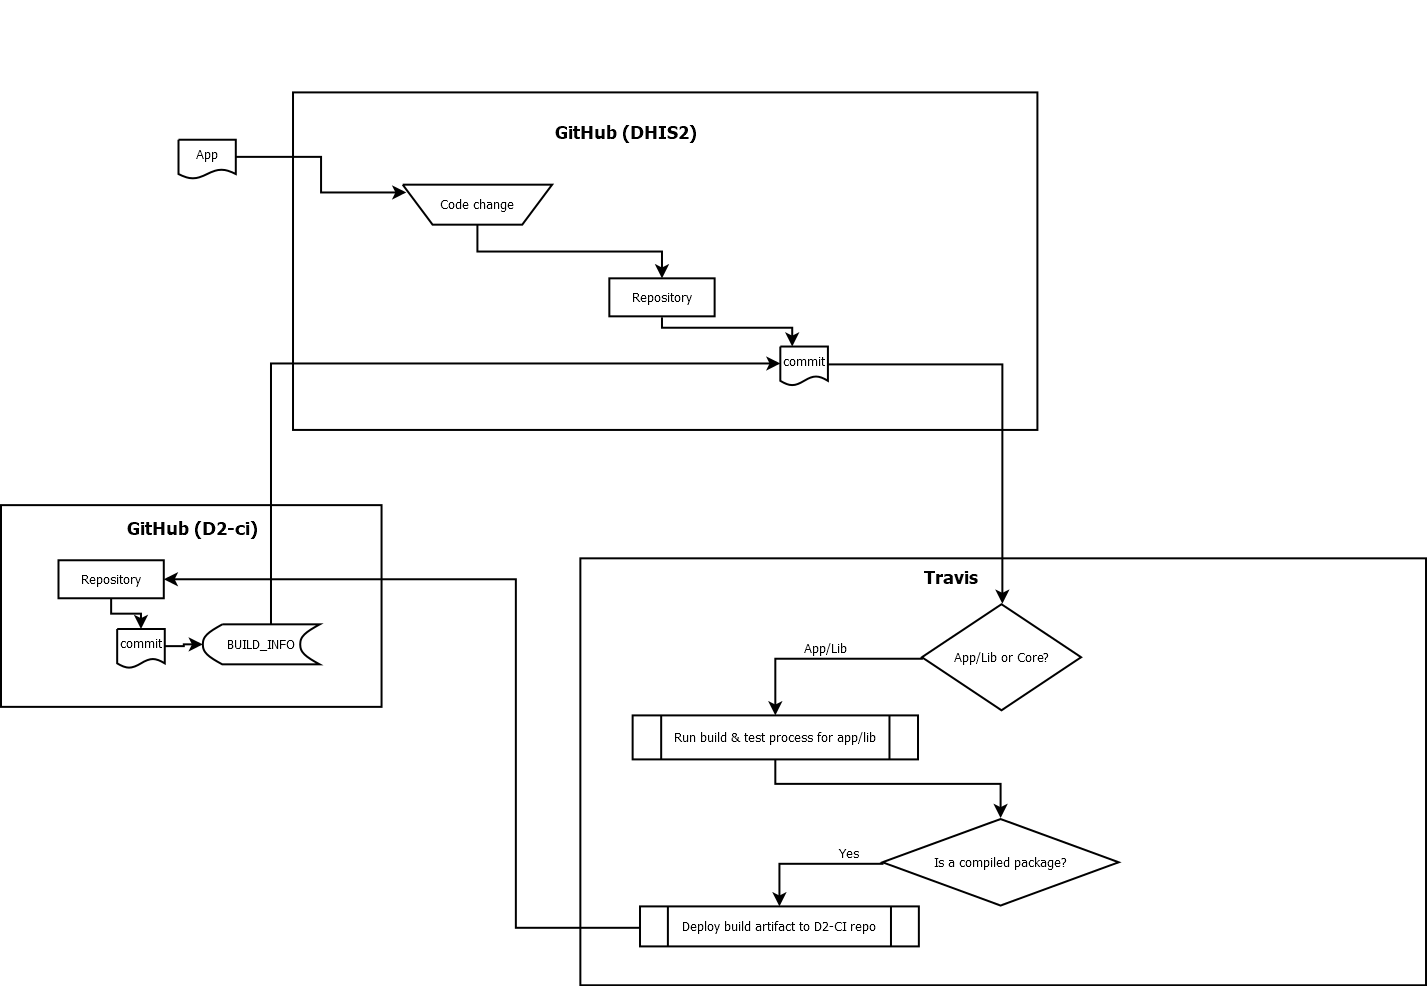 GitHub (DHIS2)
App
Code change
Repository
commit
GitHub (D2-ci)
Repository
commit
BUILD_INFO
Travis
App/Lib or Core?
App/Lib
Run build & test process for app/lib
Is a compiled package?
Yes
Deploy build artifact to D2-CI repo